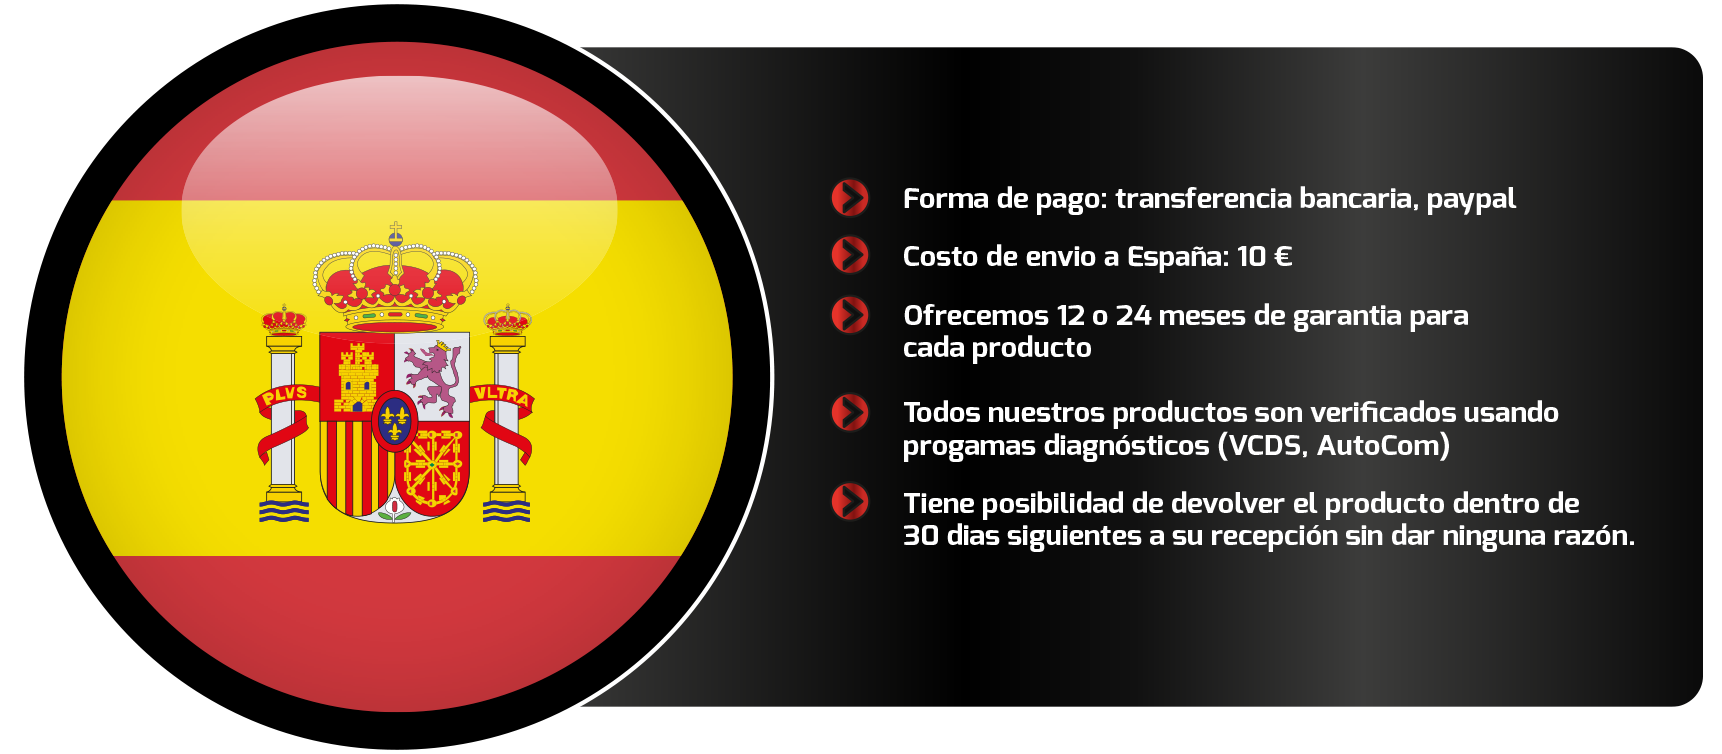 PLVS VLTRA
Forma de pago: transferencia bancaria, paypal
Costo de envio a España: 10 €
Ofrecemos 12 o 24 meses de garantia para
cada producto
Todos nuestros productos son verificados usando
progamas diagnósticos (VCDS, AutoCom)
Tiene posibilidad de devolver el producto dentro de
30 dias siguientes a su recepción sin dar ninguna razón.